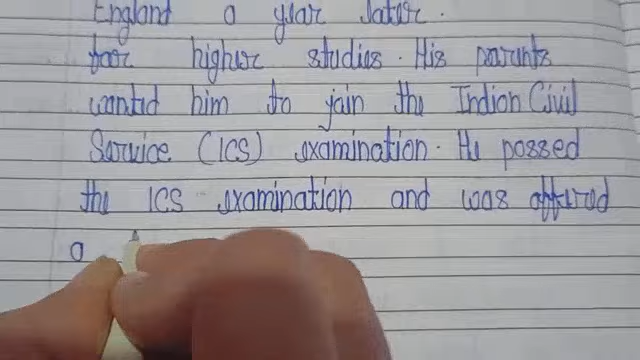 England a year later.
for higher studies. His parents
wanted him to join the Indian Civil
Service (ICS) examination. He passed
the ICS examination and was offered
a